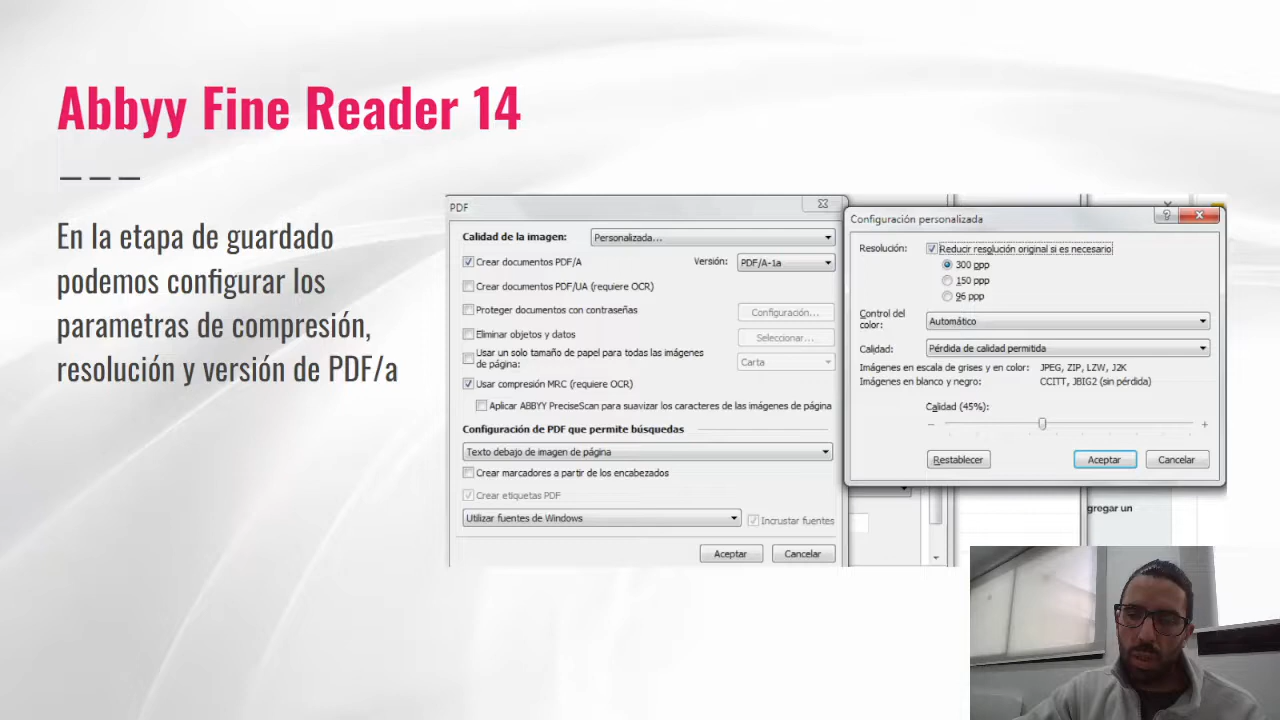 Abbyy Fine Reader 14
En la etapa de guardado
podemos configurar los
parametras de compresión,
resolución y versión de PDF/a
PDF
Calidad de la imagen:
Personalizada...
Crear documentos PDF/A
Versión:
PDF/A-1a
Crear documentos PDF/UA (requiere OCR)
Proteger documentos con contraseñas
Configuración...
Eliminar objetos y datos
Seleccionar...
Usar un solo tamaño de papel para todas las imágenes
de página:
Carta
Usar compresión MRC (requiere OCR)
Aplicar ABBYY PreciseScan para suavizar los caracteres de las imágenes de página
Configuración de PDF que permite búsquedas
Texto debajo de imagen de página
Crear marcadores a partir de los encabezados
Crear etiquetas PDF
Utilizar fuentes de Windows
Incrustar fuentes
Aceptar
Cancelar
Configuración personalizada
Resolución:
Reducir resolución original si es necesario
300 ppp
150 ppp
96 ppp
Control del
color:
Automático
Calidad:
Pérdida de calidad permitida
Imágenes en escala de grises y en color:
JPEG, ZIP, LZW, J2K
Imágenes en blanco y negro:
CCITT, JBIG2 (sin pérdida)
Calidad (45%):
Restablecer
Aceptar
Cancelar
gregar un